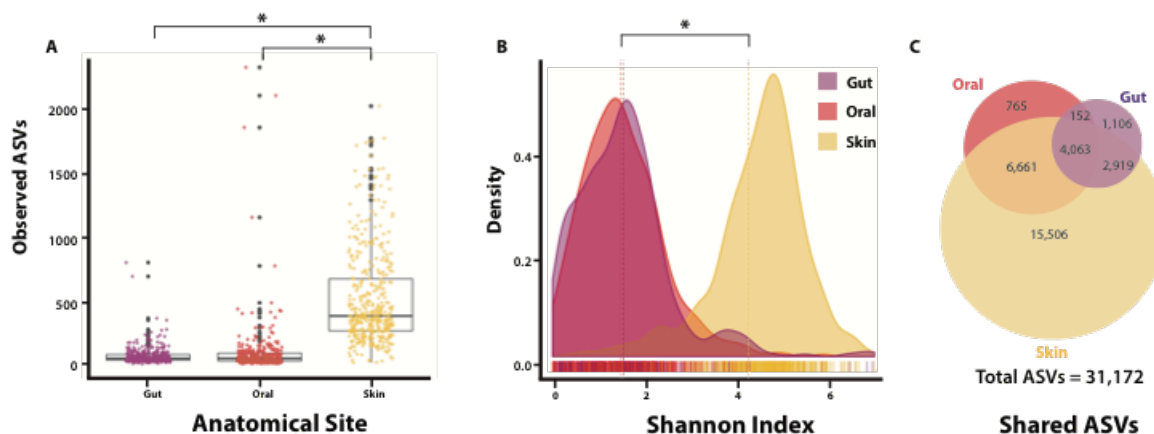 A
*
*
Observed ASVs
2000
1500
1000
500
0
Gut
Oral
Skin
Anatomical Site
B
*
Gut
Oral
Skin
Density
0.4
0.2
0.0
0
2
4
6
Shannon Index
C
Oral
Gut
765
152
1,106
4,063
6,661
2,919
15,506
Skin
Total ASVs = 31,172
Shared ASVs